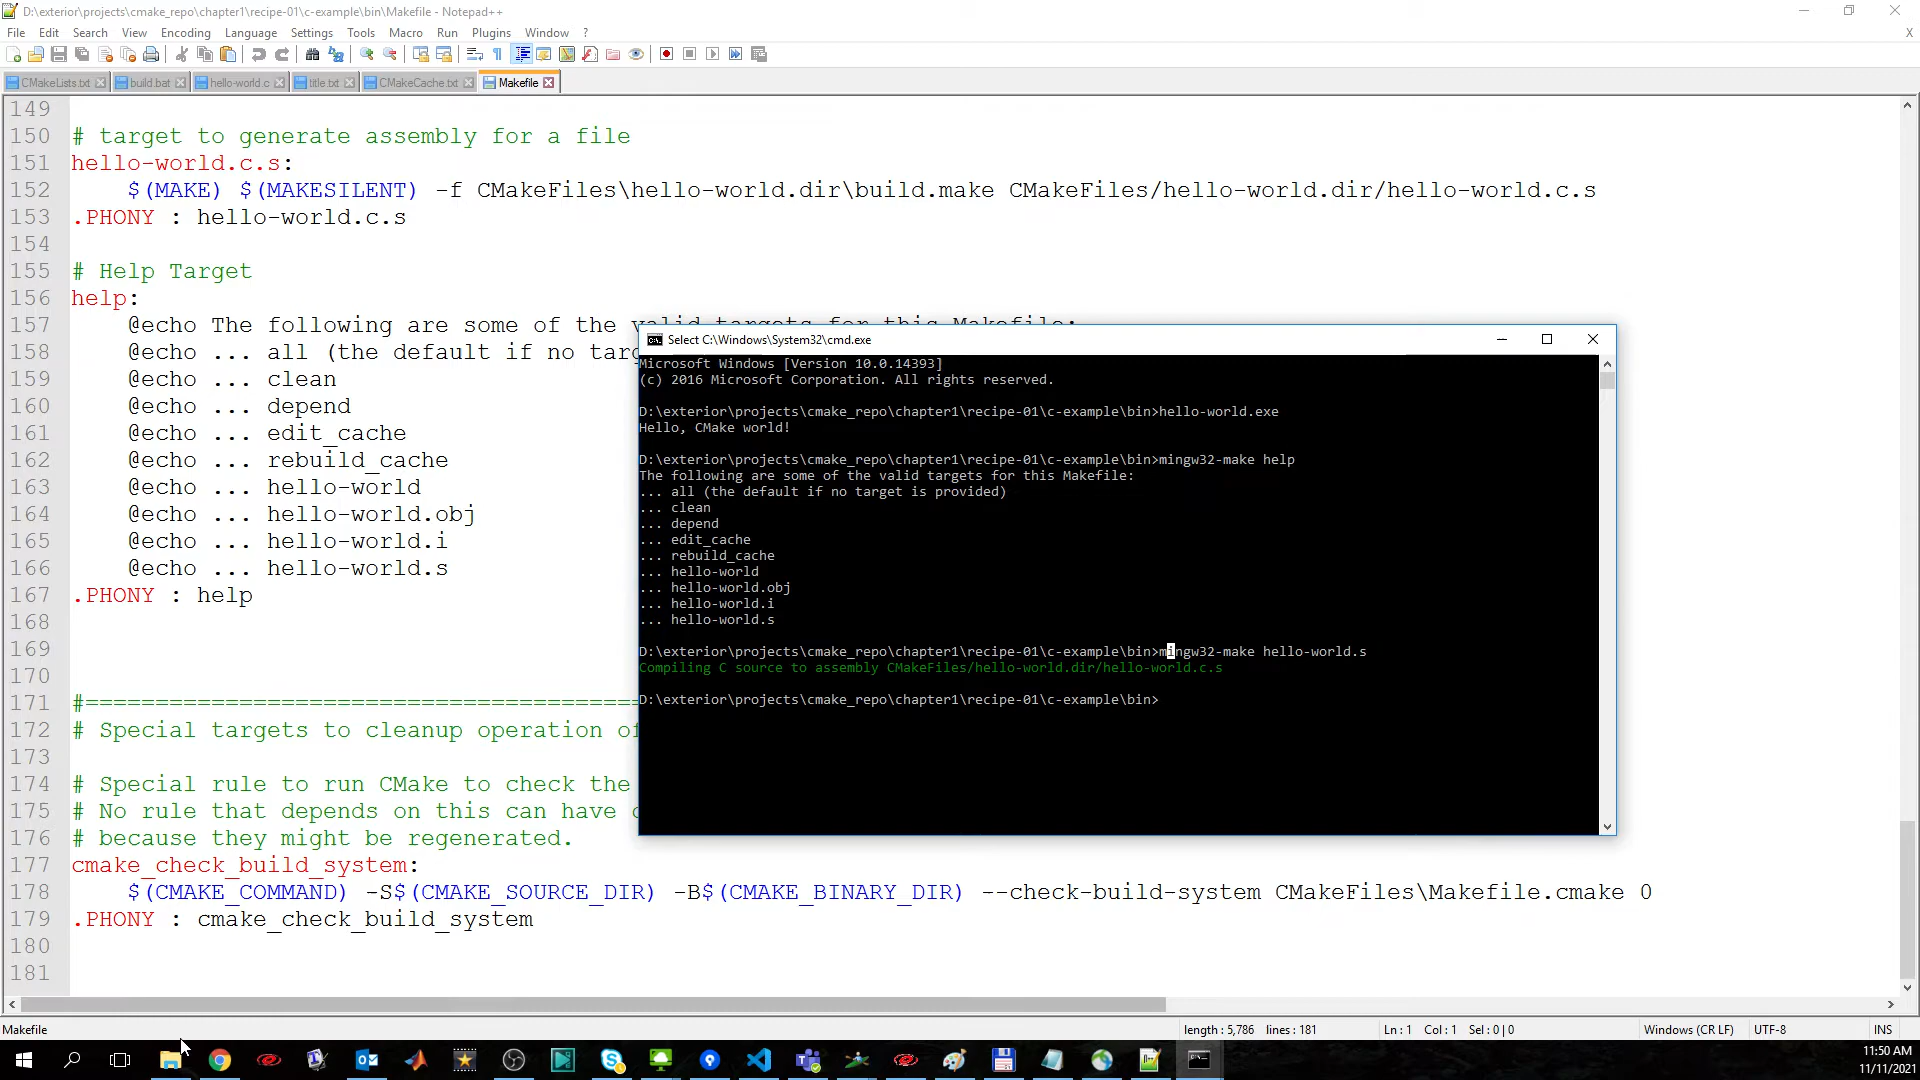 D:\exterior\projects\cmake_repo\chapter1\recipe-01\c-example\bin\Makefile - Notepad++
File Edit Search View Encoding Language Settings Tools Macro Run Plugins Window ?
X
CMakeLists.txt build.bat hello-world.c title.txt CMakeCache.txt Makefile
149
150 # target to generate assembly for a file
151 hello-world.c.s:
152 $(MAKE) $(MAKESILENT) -f CMakeFiles\hello-world.dir\build.make CMakeFiles/hello-world.dir/hello-world.c.s
153 .PHONY : hello-world.c.s
154
155 # Help Target
156 help:
157 @echo The following are some of the valid targets for this Makefile:
158 @echo ... all (the default if no targ
159 @echo ... clean
160 @echo ... depend
161 @echo ... edit_cache
162 @echo ... rebuild_cache
163 @echo ... hello-world
164 @echo ... hello-world.obj
165 @echo ... hello-world.i
166 @echo ... hello-world.s
167 .PHONY : help
168
169
170
171 #========================================
172 # Special targets to cleanup operation of
173
174 # Special rule to run CMake to check the
175 # No rule that depends on this can have
176 # because they might be regenerated.
177 cmake_check_build_system:
178 $(CMAKE_COMMAND) -S$(CMAKE_SOURCE_DIR) -B$(CMAKE_BINARY_DIR) --check-build-system CMakeFiles\Makefile.cmake 0
179 .PHONY : cmake_check_build_system
180
181
Select C:\Windows\System32\cmd.exe
Microsoft Windows [Version 10.0.14393]
(c) 2016 Microsoft Corporation. All rights reserved.
D:\exterior\projects\cmake_repo\chapter1\recipe-01\c-example\bin>hello-world.exe
Hello, CMake world!
D:\exterior\projects\cmake_repo\chapter1\recipe-01\c-example\bin>mingw32-make help
The following are some of the valid targets for this Makefile:
... all (the default if no target is provided)
... clean
... depend
... edit_cache
... rebuild_cache
... hello-world
... hello-world.obj
... hello-world.i
... hello-world.s
D:\exterior\projects\cmake_repo\chapter1\recipe-01\c-example\bin>mingw32-make hello-world.s
Compiling C source to assembly CMakeFiles/hello-world.dir/hello-world.c.s
D:\exterior\projects\cmake_repo\chapter1\recipe-01\c-example\bin>
Makefile length : 5,786 lines : 181 Ln : 1 Col : 1 Sel : 0 | 0 Windows (CR LF) UTF-8 INS
11:50 AM
11/11/2021